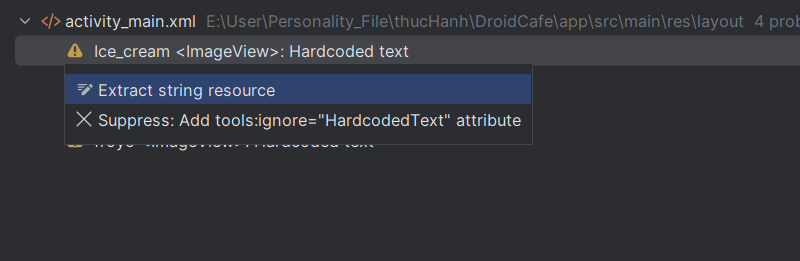 activity_main.xml E:\User\Personality_File\thucHanh\DroidCafe\app\src\main\res\layout 4 prob
Ice_cream <ImageView>: Hardcoded text
Extract string resource
Suppress: Add tools:ignore="HardcodedText" attribute
<ImageView>: Hardcoded text